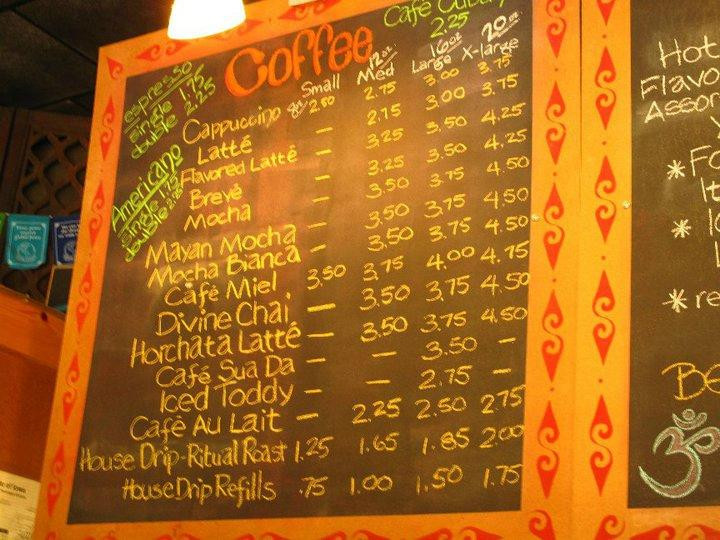 Café Cuban
2.25
Coffee
espresso
single 1.75
double 2.25
8oz Small 12oz Med 16oz Large 20oz X-large
Cappuccino 2.50 2.75 3.00 3.75
Latté — 2.75 3.00 3.75
Flavored Latté — 3.25 3.50 4.25
Brevé — 3.25 3.50 4.25
Mocha — 3.50 3.75 4.50
Americano
single 1.75
double
Mayan Mocha — 3.50 3.75 4.50
Mocha Bianca — 3.50 3.75 4.50
Café Miel 3.50 3.75 4.00 4.75
Divine Chai — 3.50 3.75 4.50
Horchata Latté — 3.50 3.75 4.50
Café Sua Da — — 3.50 —
Iced Toddy — — 2.75 —
Café Au Lait — 2.25 2.50 2.75
House Drip-Ritual Roast 1.25 1.65 1.85 2.00
House Drip Refills .75 1.00 1.50 1.75
Hot
Flavo
Assor
* Fo
* Ic
* re
Be
ॐ